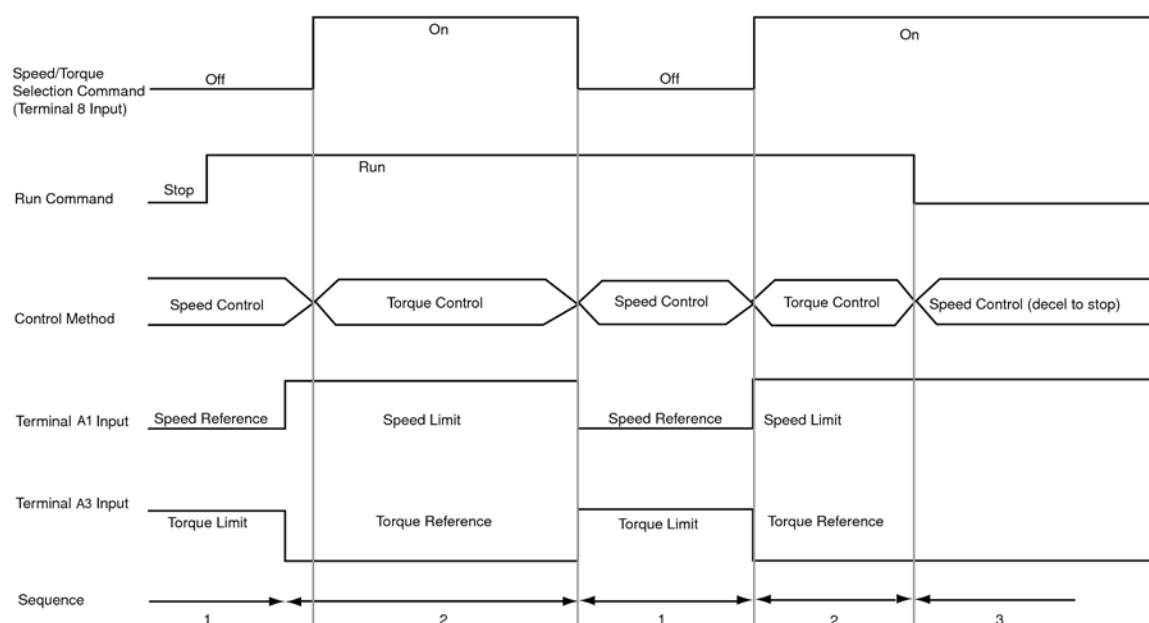 On
Speed/Torque
Selection Command
(Terminal 8 Input)
Off
Off
On
Run Command
Stop
Run
Control Method
Speed Control
Torque Control
Speed Control
Torque Control
Speed Control (decel to stop)
Terminal A1 Input
Speed Reference
Speed Limit
Speed Reference
Speed Limit
Terminal A3 Input
Torque Limit
Torque Reference
Torque Limit
Torque Reference
Sequence
1
2
1
2
3